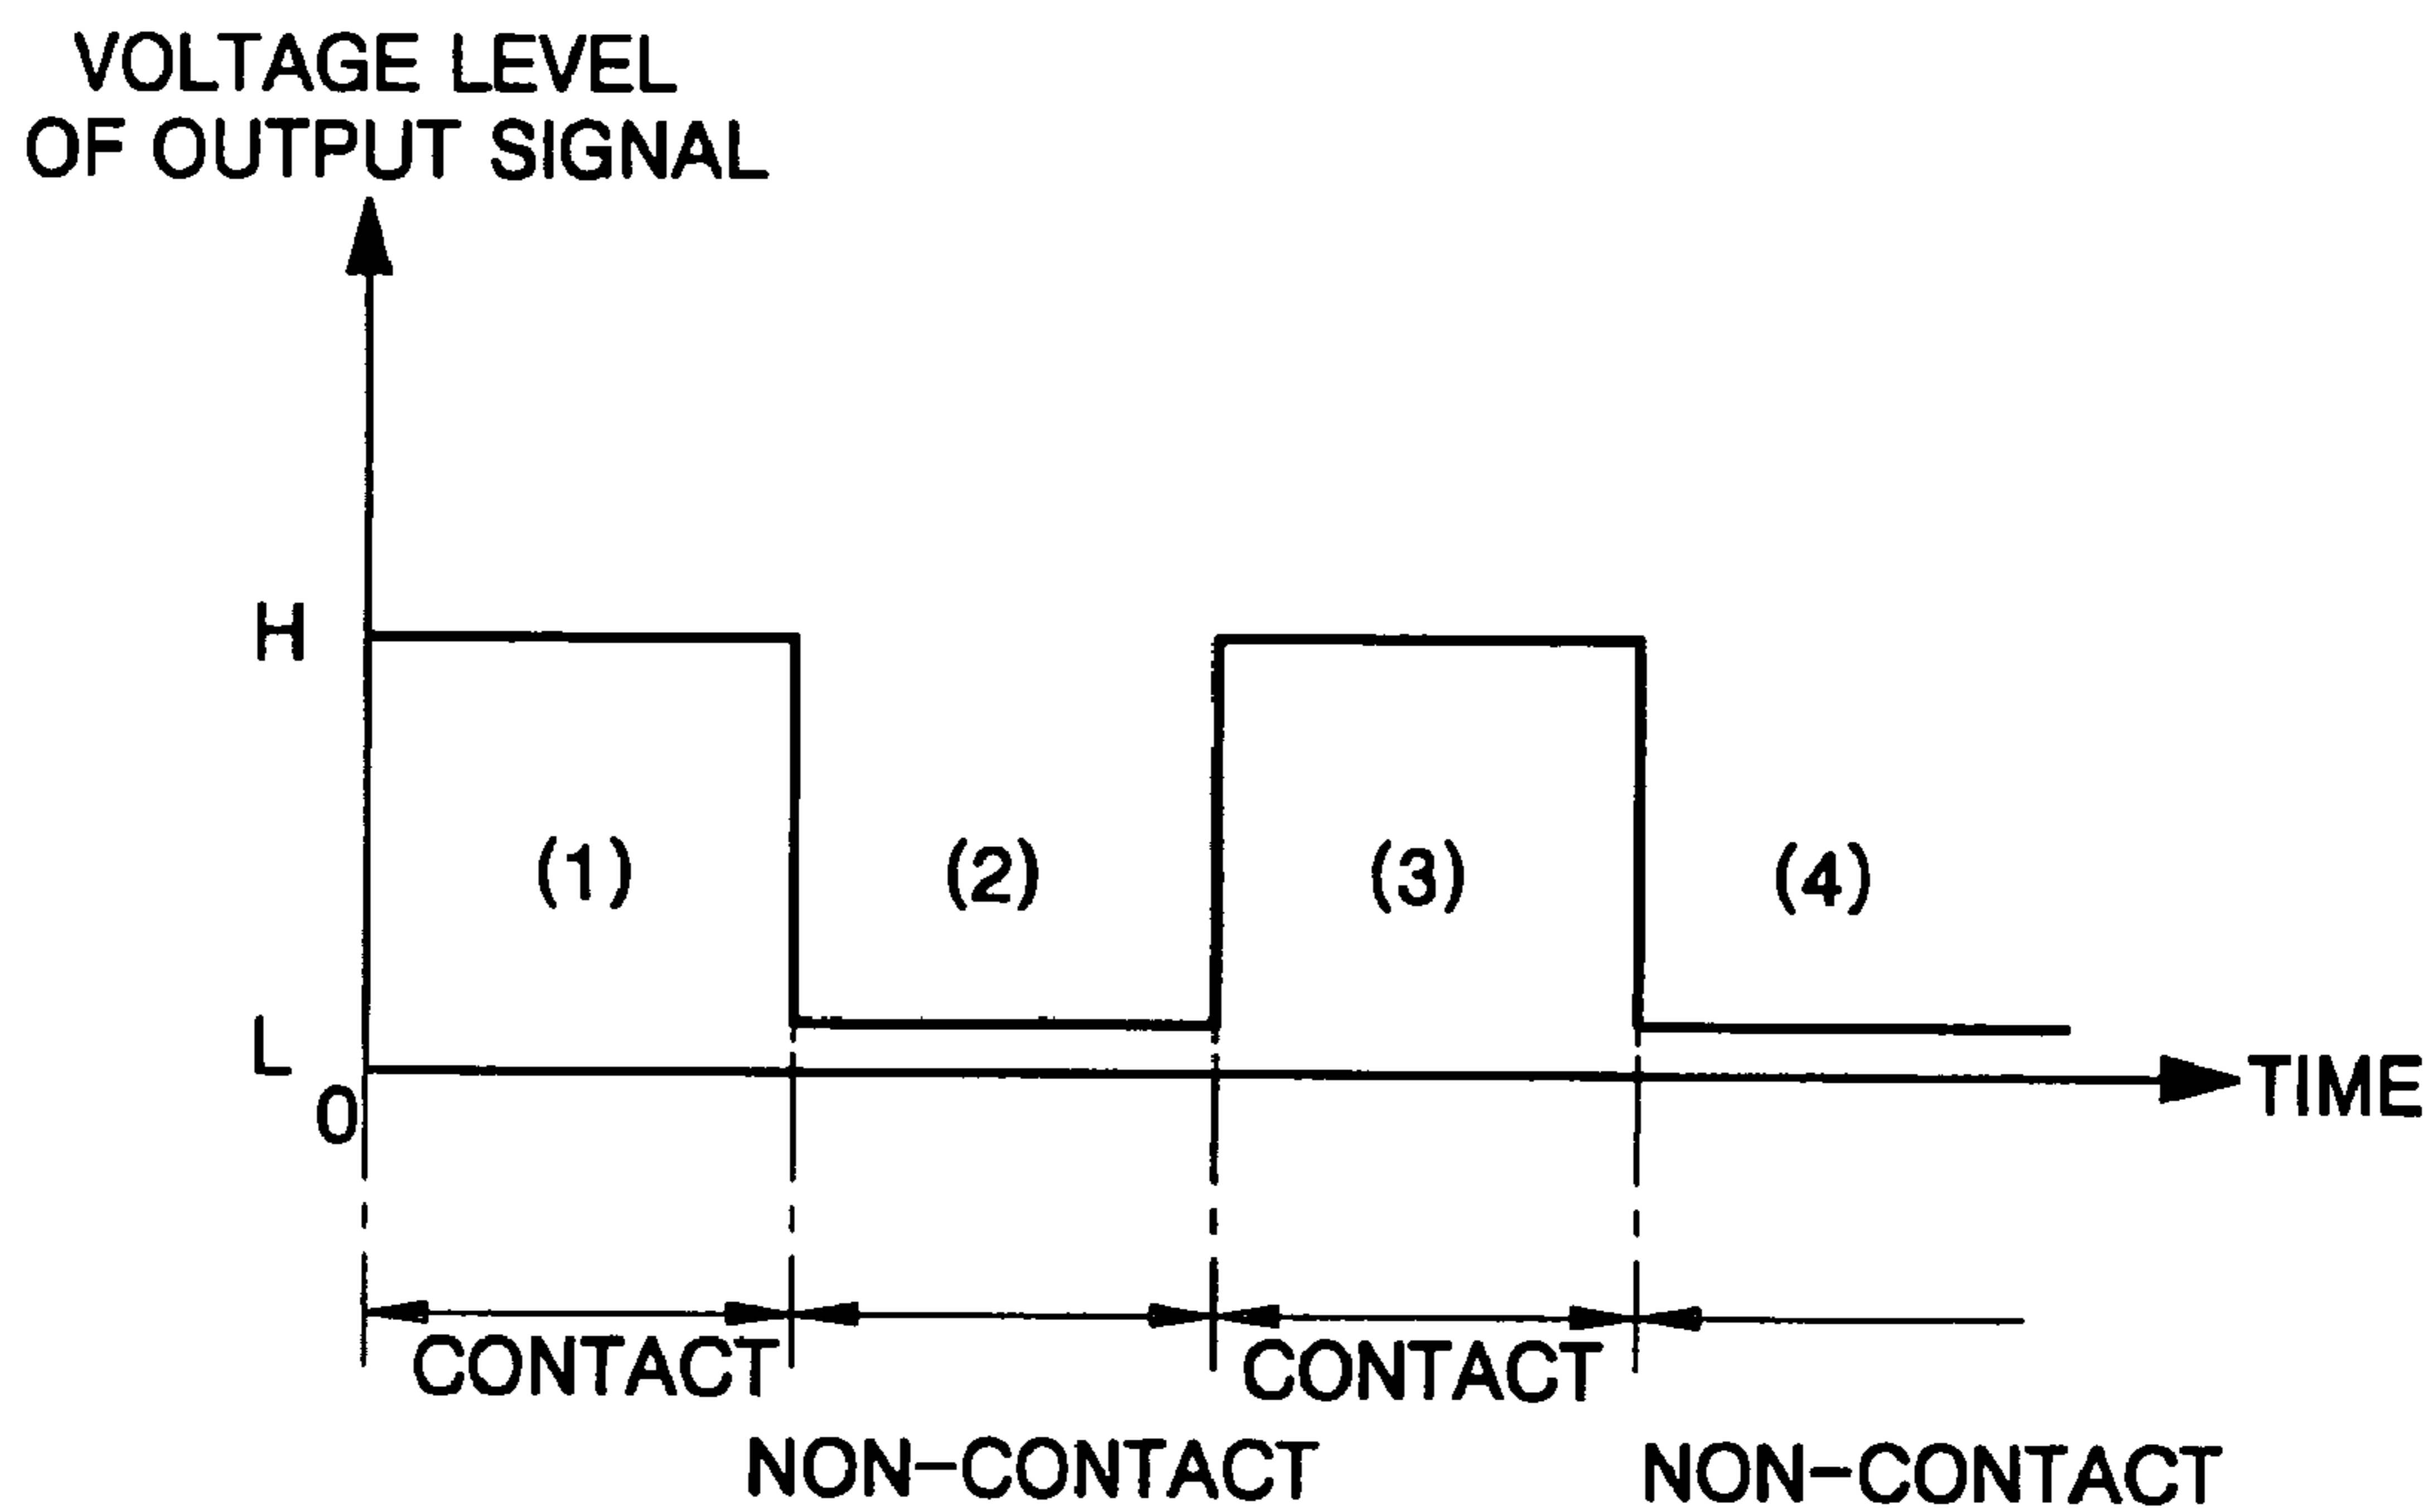 VOLTAGE LEVEL
OF OUTPUT SIGNAL
H
(1) (2) (3) (4)
L
0
TIME
CONTACT CONTACT
NON-CONTACT NON-CONTACT